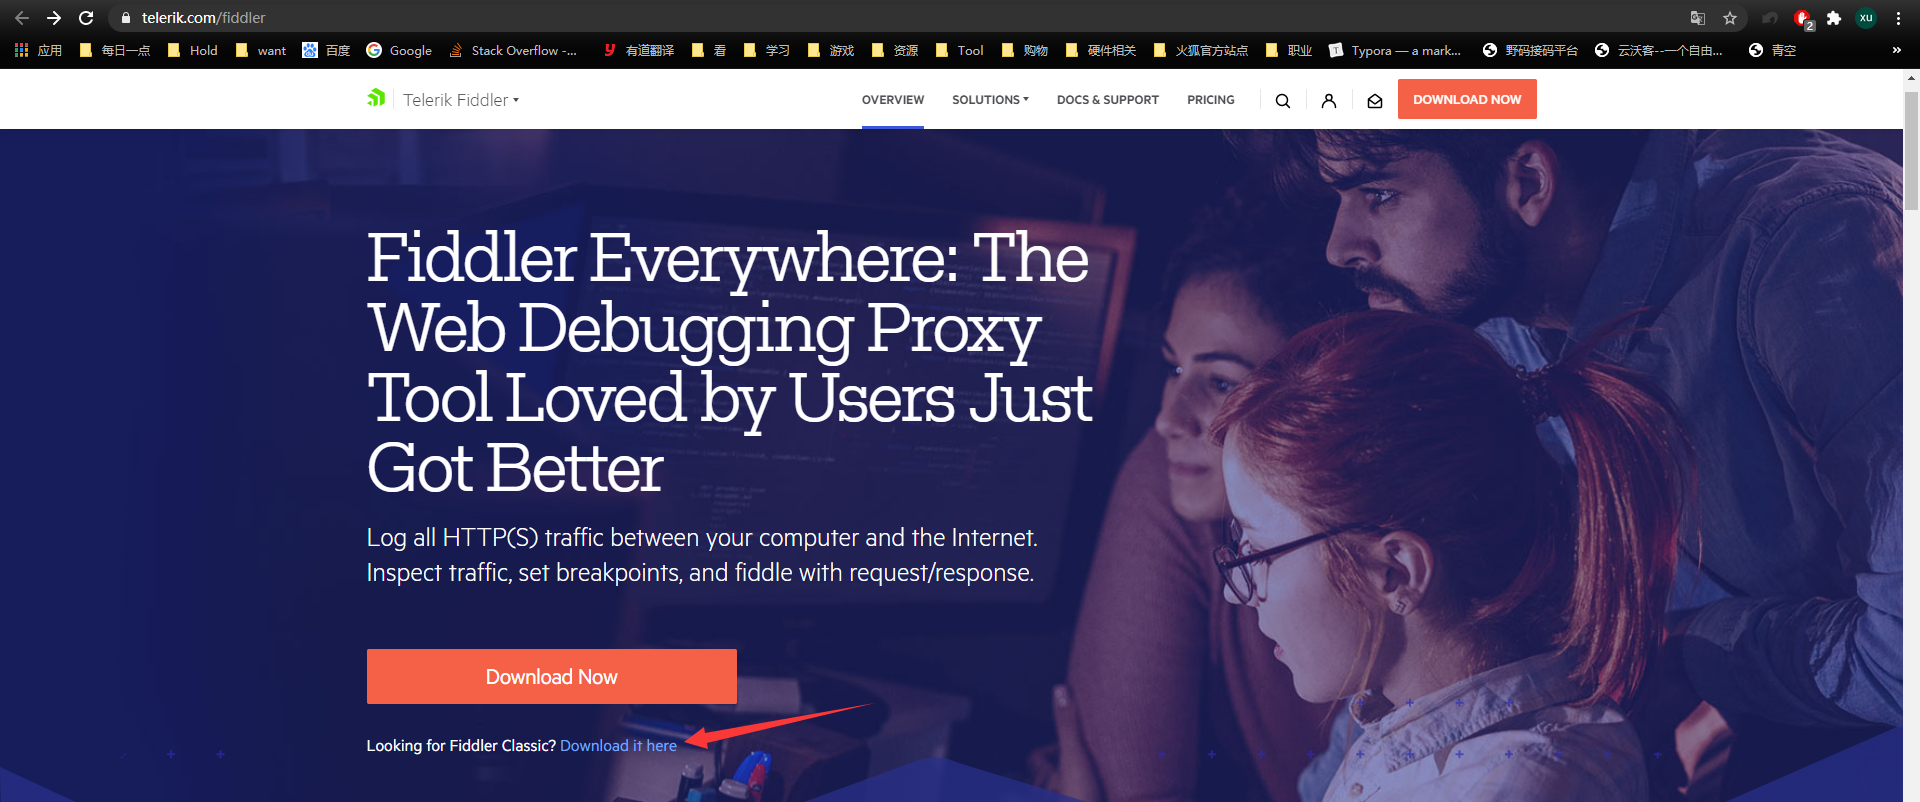 telerik.com/fiddler
应用 每日一点 Hold want 百度 Google Stack Overflow -... 有道翻译 看 学习 游戏 资源 Tool 购物 硬件相关 火狐官方站点 职业 Typora — a mark... 野码接码平台 云沃客--一个自由... 青空 »
2
xu
Telerik Fiddler
OVERVIEW SOLUTIONS DOCS & SUPPORT PRICING DOWNLOAD NOW
Fiddler Everywhere: The
Web Debugging Proxy
Tool Loved by Users Just
Got Better
Log all HTTP(S) traffic between your computer and the Internet.
Inspect traffic, set breakpoints, and fiddle with request/response.
Download Now
Looking for Fiddler Classic? Download it here